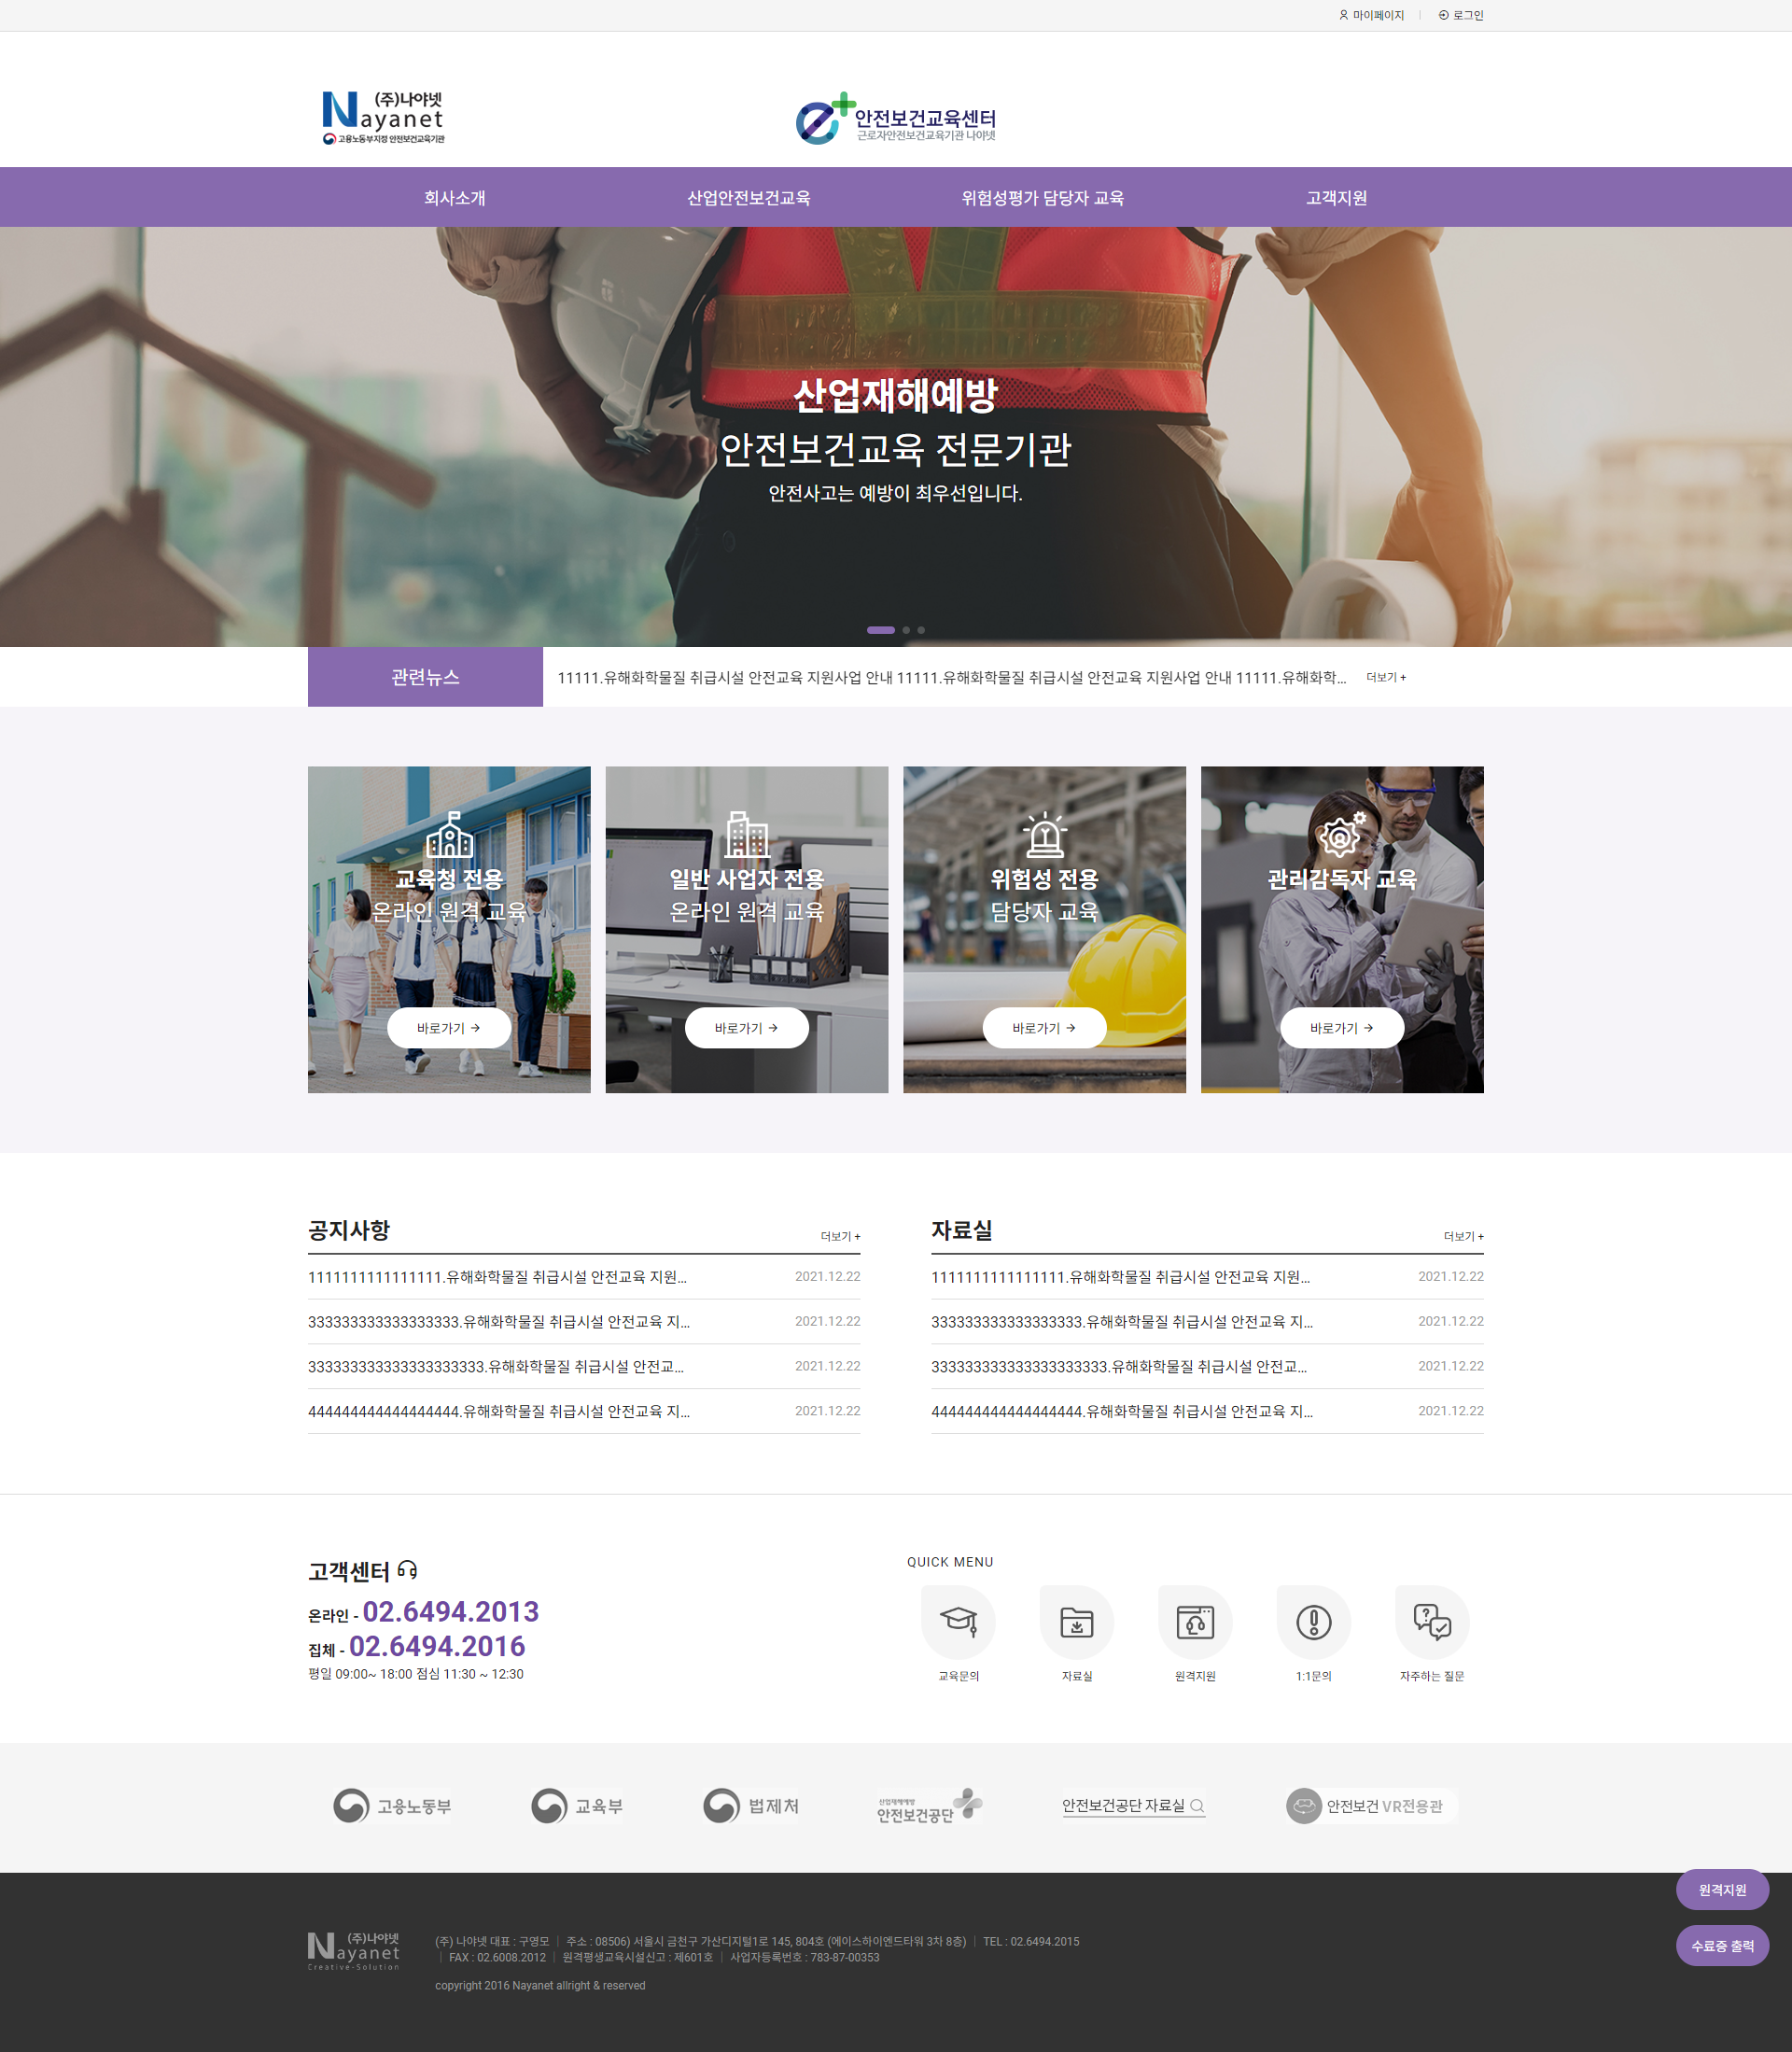 마이페이지
로그인
(주)나야넷
Nayanet
고용노동부지정 안전보건교육기관
안전보건교육센터
근로자안전보건교육기관 나야넷
회사소개
산업안전보건교육
위험성평가 담당자 교육
고객지원
산업재해예방
안전보건교육 전문기관
안전사고는 예방이 최우선입니다.
관련뉴스
11111.유해화학물질 취급시설 안전교육 지원사업 안내 11111.유해화학물질 취급시설 안전교육 지원사업 안내 11111.유해화학...
더보기 +
교육청 전용
온라인 원격 교육
바로가기 →
일반 사업자 전용
온라인 원격 교육
바로가기 →
위험성 전용
담당자 교육
바로가기 →
관리감독자 교육
바로가기 →
공지사항
더보기 +
1111111111111111.유해화학물질 취급시설 안전교육 지원...
2021.12.22
333333333333333333.유해화학물질 취급시설 안전교육 지...
2021.12.22
333333333333333333333.유해화학물질 취급시설 안전교...
2021.12.22
444444444444444444.유해화학물질 취급시설 안전교육 지...
2021.12.22
자료실
더보기 +
1111111111111111.유해화학물질 취급시설 안전교육 지원...
2021.12.22
333333333333333333.유해화학물질 취급시설 안전교육 지...
2021.12.22
333333333333333333333.유해화학물질 취급시설 안전교...
2021.12.22
444444444444444444.유해화학물질 취급시설 안전교육 지...
2021.12.22
고객센터
온라인 - 02.6494.2013
집체 - 02.6494.2016
평일 09:00~ 18:00 점심 11:30 ~ 12:30
QUICK MENU
교육문의
자료실
원격지원
1:1문의
자주하는 질문
고용노동부
교육부
법제처
산업재해예방
안전보건공단
안전보건공단 자료실
안전보건 VR전용관
원격지원
수료증 출력
(주)나야넷
Nayanet
Creative-Solution
(주) 나야넷 대표 : 구영모 | 주소 : 08506) 서울시 금천구 가산디지털1로 145, 804호 (에이스하이엔드타워 3차 8층) | TEL : 02.6494.2015
| FAX : 02.6008.2012 | 원격평생교육시설신고 : 제601호 | 사업자등록번호 : 783-87-00353
copyright 2016 Nayanet allright & reserved